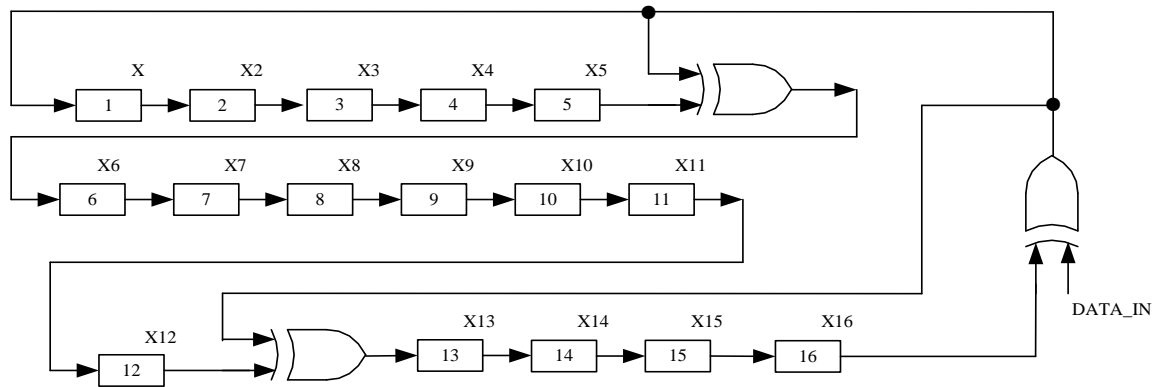 X X2 X3 X4 X5
1 2 3 4 5
X6 X7 X8 X9 X10 X11
6 7 8 9 10 11
DATA_IN
X12 X13 X14 X15 X16
12 13 14 15 16